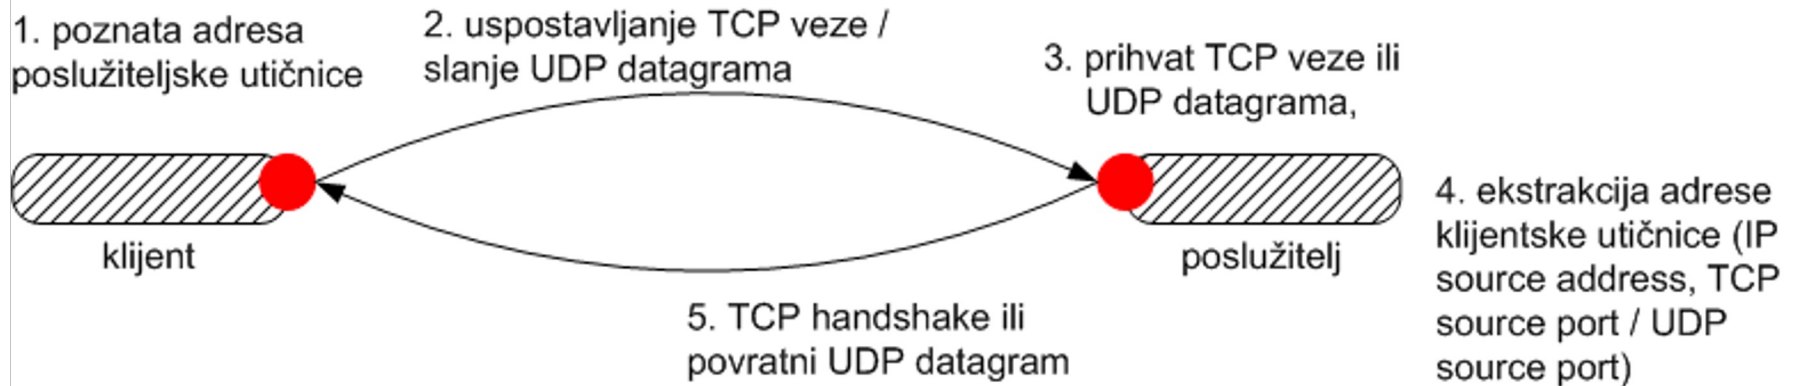 1. poznata adresa
poslužiteljske utičnice
2. uspostavljanje TCP veze /
slanje UDP datagrama
3. prihvat TCP veze ili
UDP datagrama,
klijent
poslužitelj
4. ekstrakcija adrese
klijentske utičnice (IP
source address, TCP
source port / UDP
source port)
5. TCP handshake ili
povratni UDP datagram